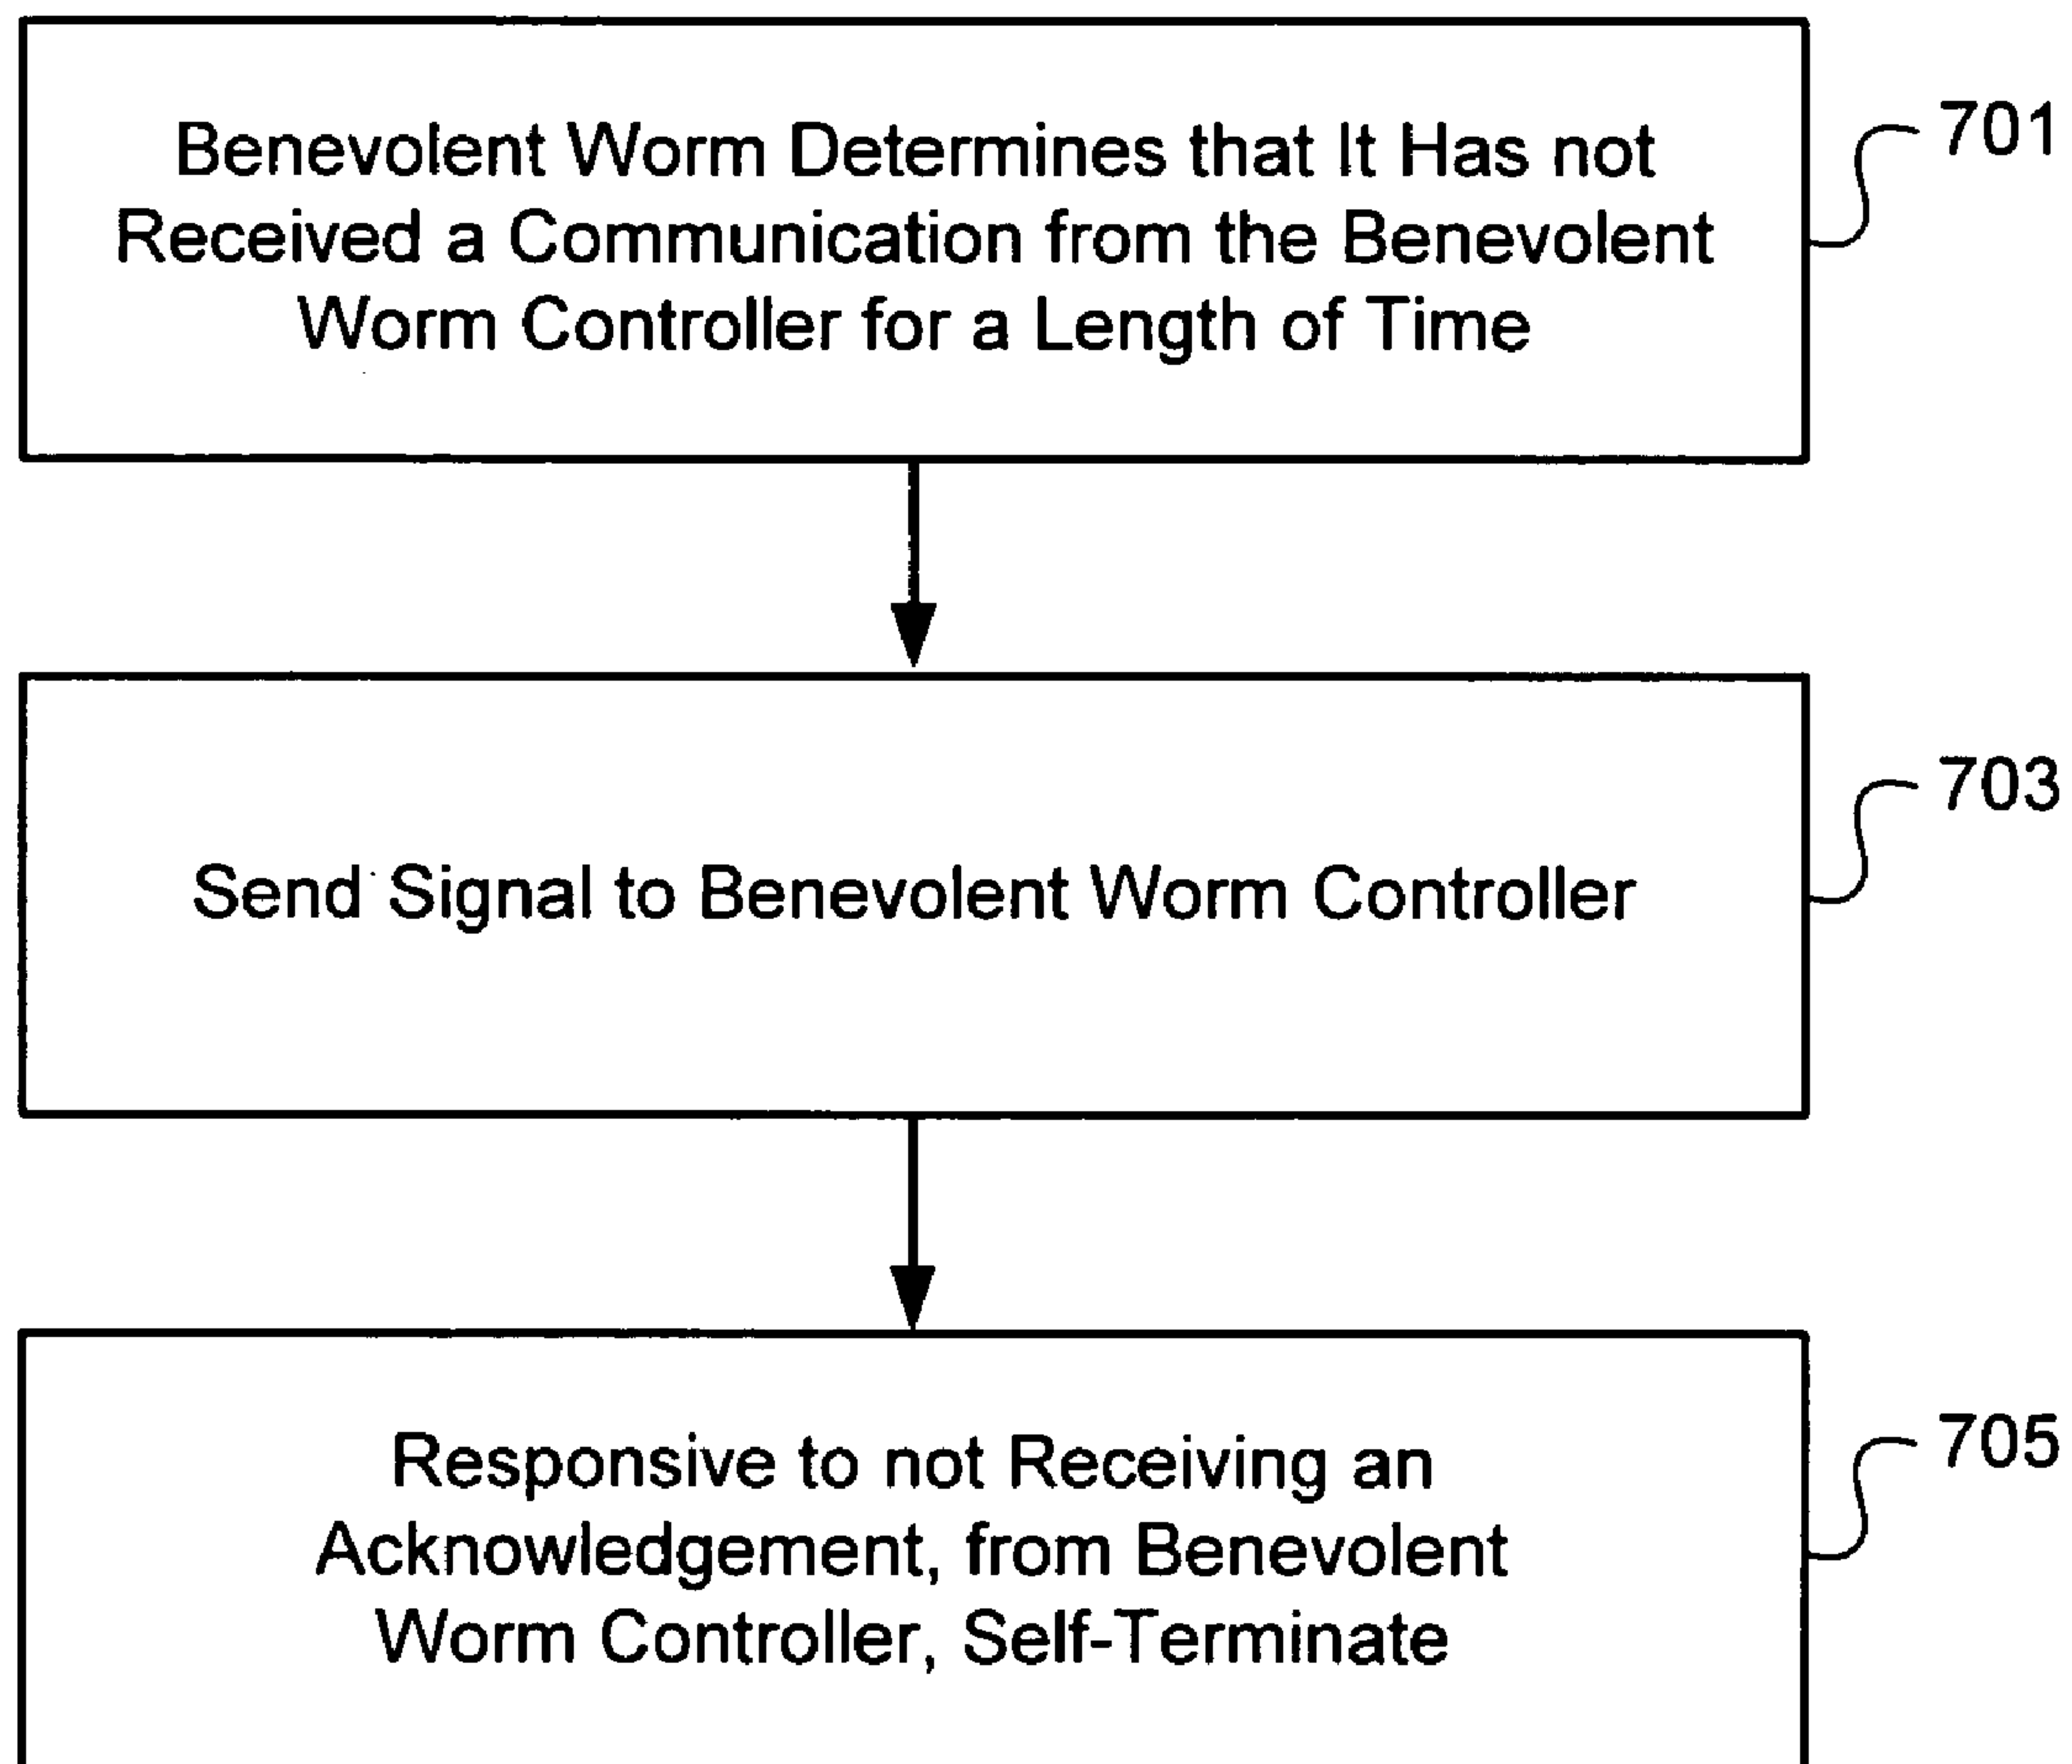 Benevolent Worm Determines that It Has not
Received a Communication from the Benevolent
Worm Controller for a Length of Time
701
Send Signal to Benevolent Worm Controller
703
Responsive to not Receiving an
Acknowledgement, from Benevolent
Worm Controller, Self-Terminate
705